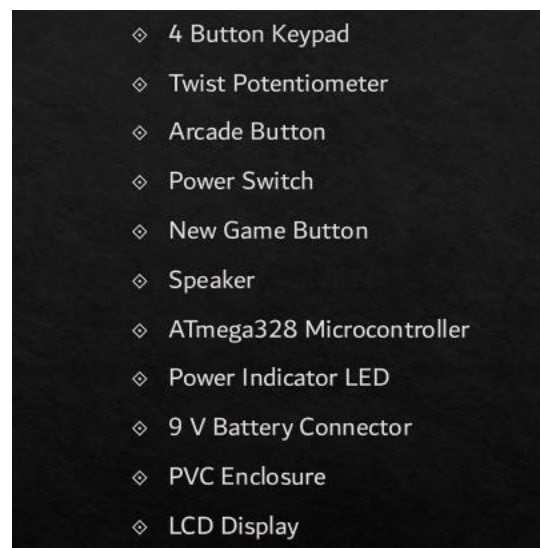 4 Button Keypad
Twist Potentiometer
Arcade Button
Power Switch
New Game Button
Speaker
ATmega328 Microcontroller
Power Indicator LED
9 V Battery Connector
PVC Enclosure
LCD Display